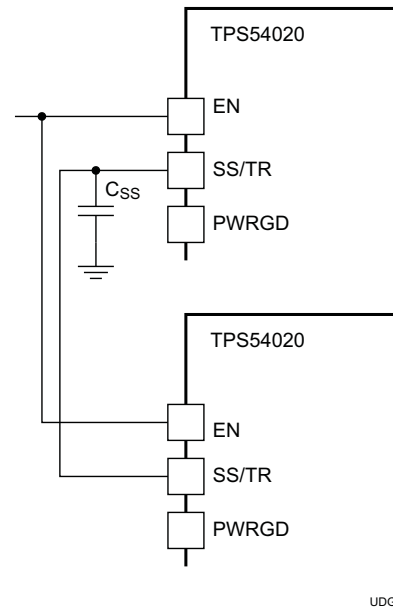 TPS54020
EN
SS/TR
CSS
PWRGD
TPS54020
EN
SS/TR
PWRGD
UDG